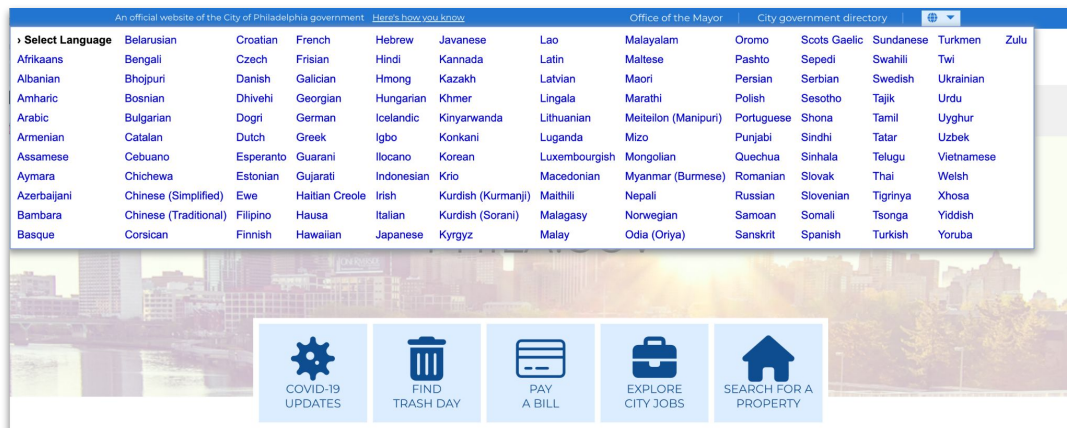 An official website of the City of Philadelphia government Here's how you know Office of the Mayor City government directory
› Select Language Belarusian Croatian French Hebrew Javanese Lao Malayalam Oromo Scots Gaelic Sundanese Turkmen Zulu
Afrikaans Bengali Czech Frisian Hindi Kannada Latin Maltese Pashto Sepedi Swahili Twi
Albanian Bhojpuri Danish Galician Hmong Kazakh Latvian Maori Persian Serbian Swedish Ukrainian
Amharic Bosnian Dhivehi Georgian Hungarian Khmer Lingala Marathi Polish Sesotho Tajik Urdu
Arabic Bulgarian Dogri German Icelandic Kinyarwanda Lithuanian Meiteilon (Manipuri) Portuguese Shona Tamil Uyghur
Armenian Catalan Dutch Greek Igbo Konkani Luganda Mizo Punjabi Sindhi Tatar Uzbek
Assamese Cebuano Esperanto Guarani Ilocano Korean Luxembourgish Mongolian Quechua Sinhala Telugu Vietnamese
Aymara Chichewa Estonian Gujarati Indonesian Krio Macedonian Myanmar (Burmese) Romanian Slovak Thai Welsh
Azerbaijani Chinese (Simplified) Ewe Haitian Creole Irish Kurdish (Kurmanji) Maithili Nepali Russian Slovenian Tigrinya Xhosa
Bambara Chinese (Traditional) Filipino Hausa Italian Kurdish (Sorani) Malagasy Norwegian Samoan Somali Tsonga Yiddish
Basque Corsican Finnish Hawaiian Japanese Kyrgyz Malay Odia (Oriya) Sanskrit Spanish Turkish Yoruba
COVID-19 FIND PAY EXPLORE SEARCH FOR A
UPDATES TRASH DAY A BILL CITY JOBS PROPERTY